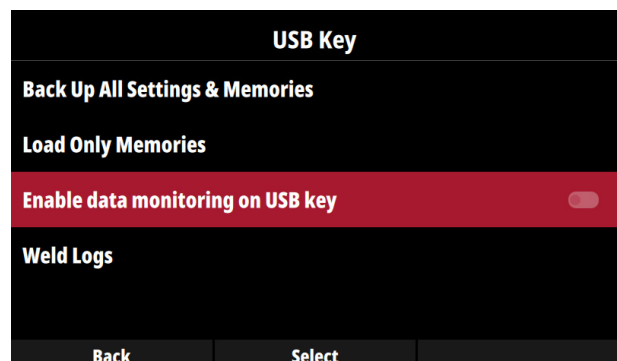 USB Key
Back Up All Settings & Memories
Load Only Memories
Enable data monitoring on USB key
Weld Logs
Back Select